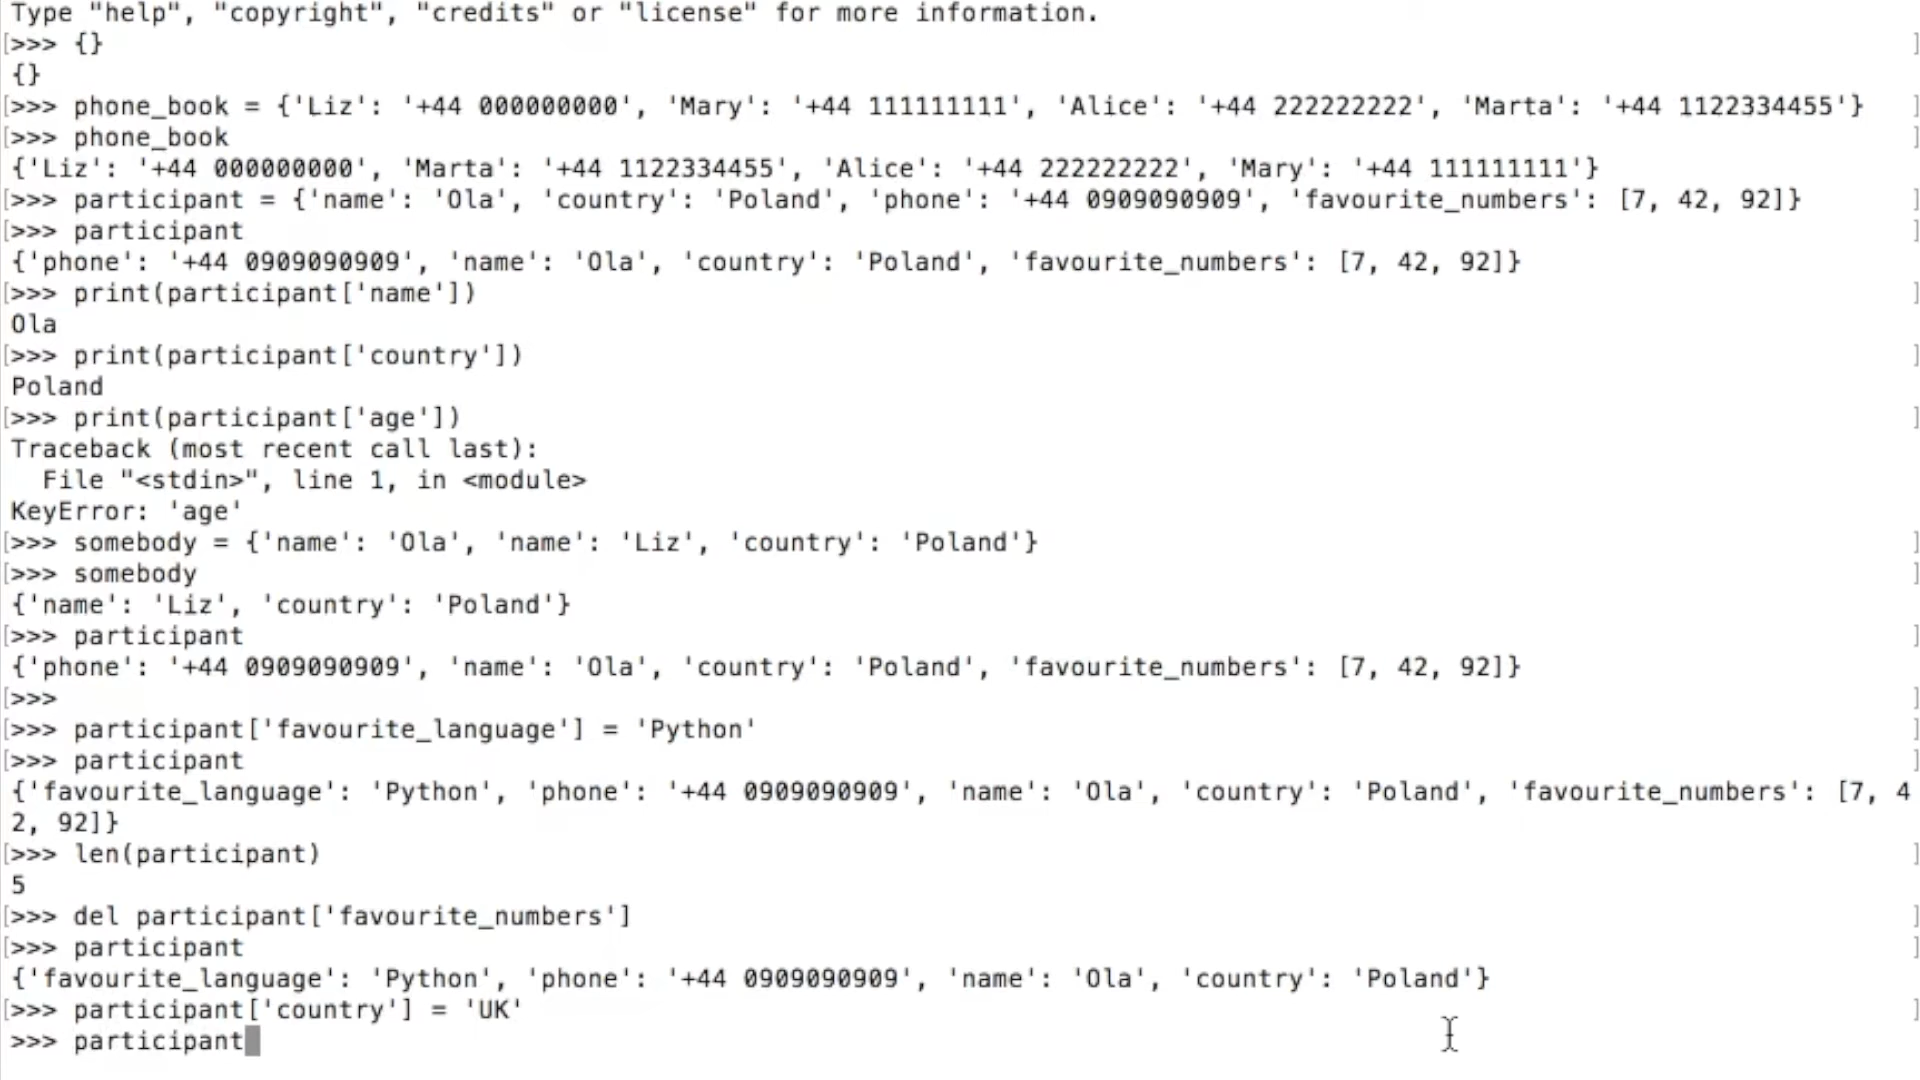 Type "help", "copyright", "credits" or "license" for more information.
[>>> {} ]
{}
[>>> phone_book = {'Liz': '+44 000000000', 'Mary': '+44 111111111', 'Alice': '+44 222222222', 'Marta': '+44 1122334455'} ]
[>>> phone_book ]
{'Liz': '+44 000000000', 'Marta': '+44 1122334455', 'Alice': '+44 222222222', 'Mary': '+44 111111111'}
[>>> participant = {'name': 'Ola', 'country': 'Poland', 'phone': '+44 0909090909', 'favourite_numbers': [7, 42, 92]} ]
[>>> participant ]
{'phone': '+44 0909090909', 'name': 'Ola', 'country': 'Poland', 'favourite_numbers': [7, 42, 92]}
[>>> print(participant['name']) ]
Ola
[>>> print(participant['country']) ]
Poland
[>>> print(participant['age']) ]
Traceback (most recent call last):
  File "<stdin>", line 1, in <module>
KeyError: 'age'
[>>> somebody = {'name': 'Ola', 'name': 'Liz', 'country': 'Poland'} ]
[>>> somebody ]
{'name': 'Liz', 'country': 'Poland'}
[>>> participant ]
{'phone': '+44 0909090909', 'name': 'Ola', 'country': 'Poland', 'favourite_numbers': [7, 42, 92]}
[>>> ]
[>>> participant['favourite_language'] = 'Python' ]
[>>> participant ]
{'favourite_language': 'Python', 'phone': '+44 0909090909', 'name': 'Ola', 'country': 'Poland', 'favourite_numbers': [7, 4
2, 92]}
[>>> len(participant) ]
5
[>>> del participant['favourite_numbers'] ]
[>>> participant ]
{'favourite_language': 'Python', 'phone': '+44 0909090909', 'name': 'Ola', 'country': 'Poland'}
[>>> participant['country'] = 'UK' ]
>>> participant